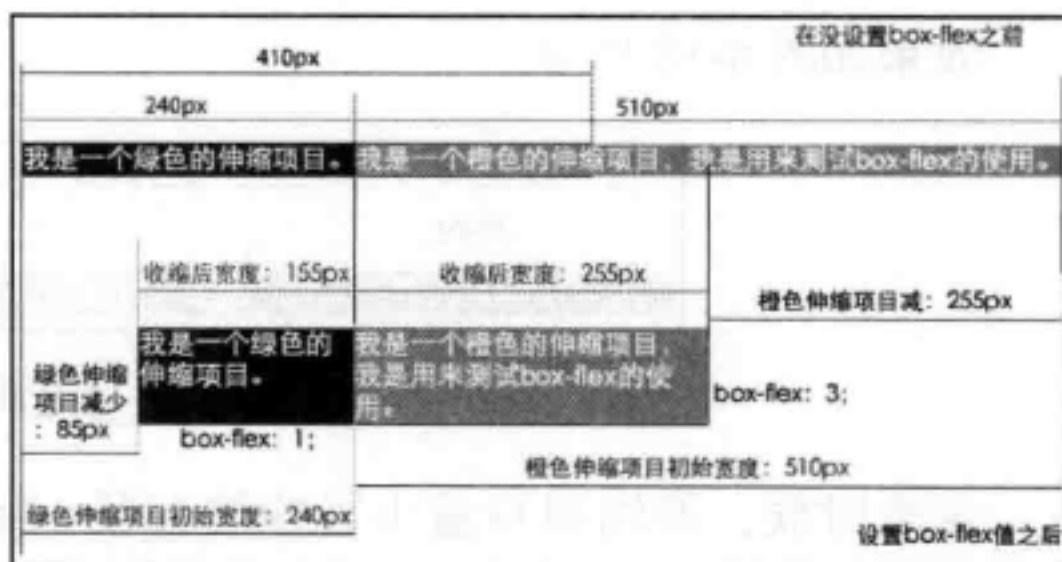 在没设置box-flex之前
410px
240px
510px
我是一个绿色的伸缩项目。
我是一个橙色的伸缩项目，我是用来测试box-flex的使用。
收缩后宽度：155px
收缩后宽度：255px
橙色伸缩项目减：255px
我是一个绿色的
伸缩项目。
我是一个橙色的伸缩项目，
我是用来测试box-flex的使
用。
绿色伸缩
项目减少
：85px
box-flex: 1;
box-flex: 3;
橙色伸缩项目初始宽度：510px
绿色伸缩项目初始宽度：240px
设置box-flex值之后